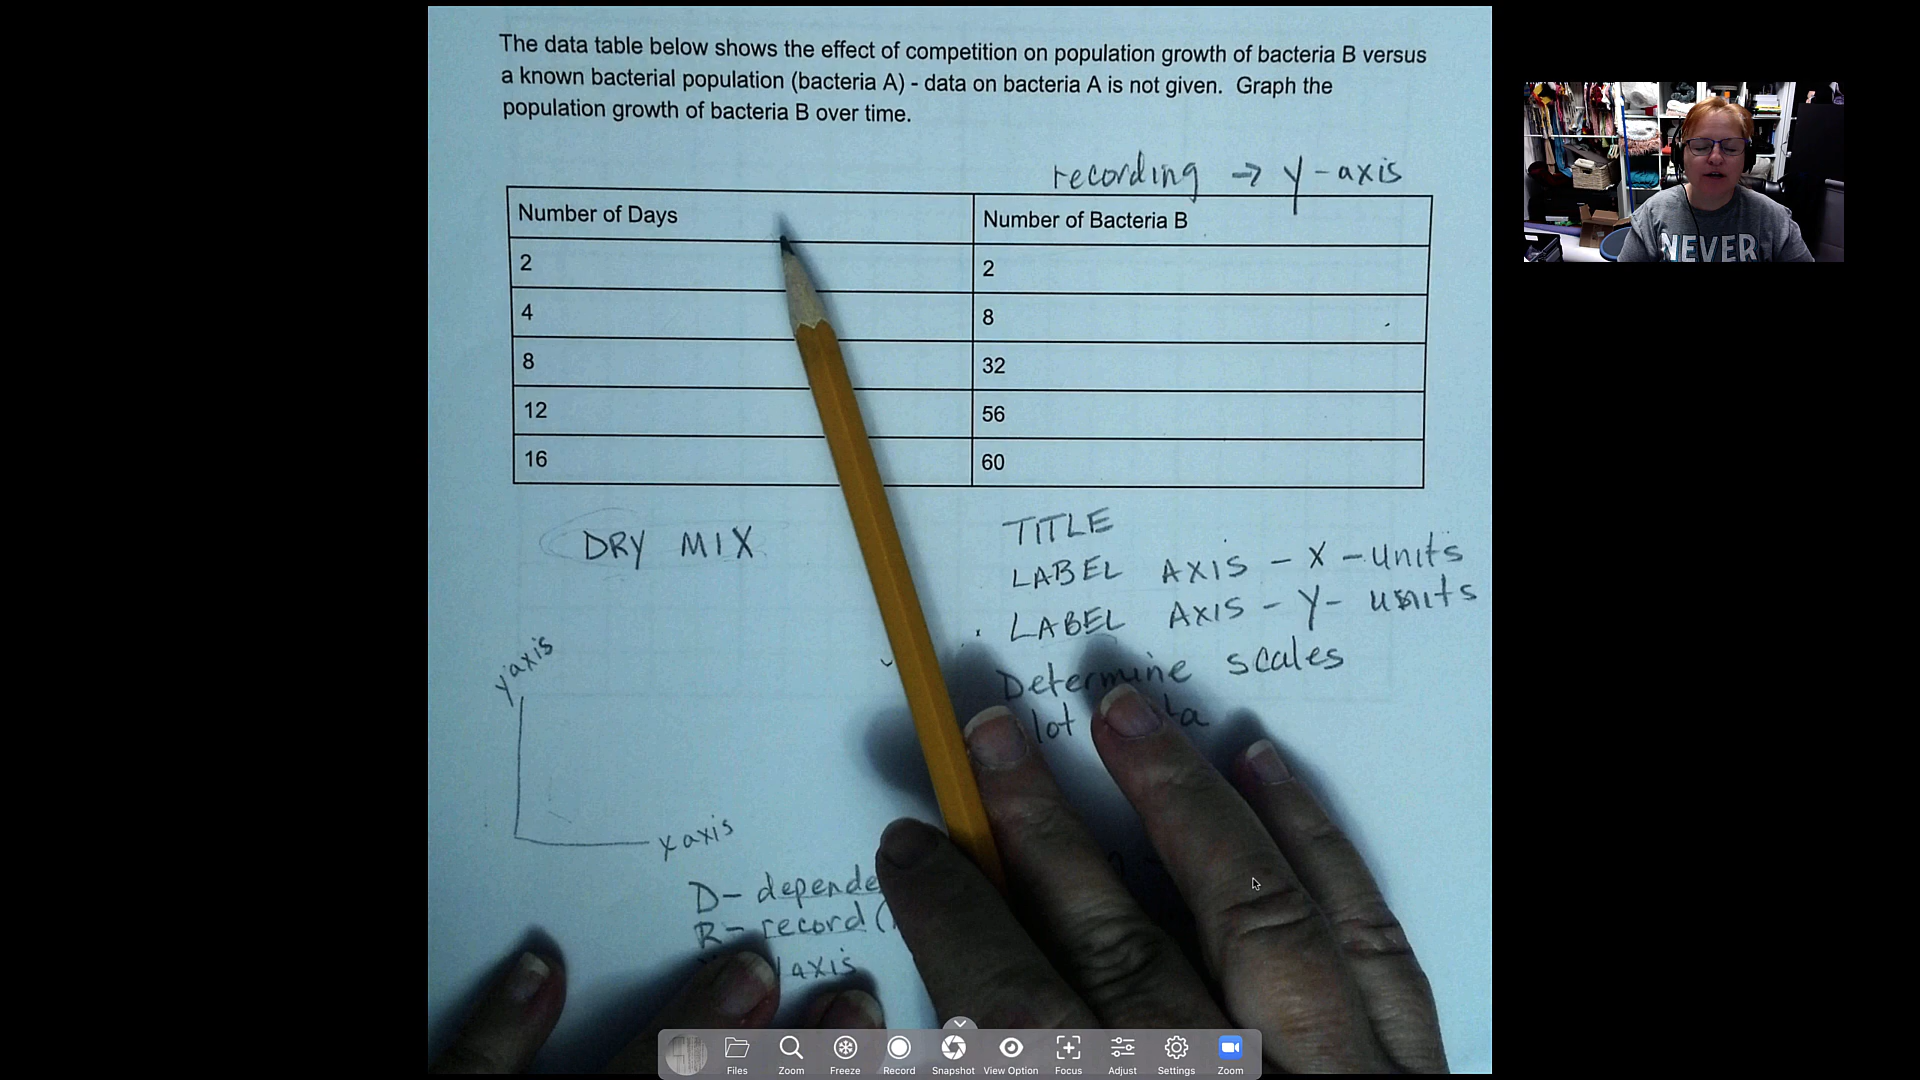 The data table below shows the effect of competition on population growth of bacteria B versus
a known bacterial population (bacteria A) - data on bacteria A is not given. Graph the
population growth of bacteria B over time.
recording → y-axis
Number of Days Number of Bacteria B
2 2
4 8
8 32
12 56
16 60
DRY MIX
TITLE
LABEL AXIS - X - units
LABEL AXIS - Y - units
Determine scales
y axis
x axis
D - 
R - record (
axis
NEVER
Files Zoom Freeze Record Snapshot View Option Focus Adjust Settings Zoom